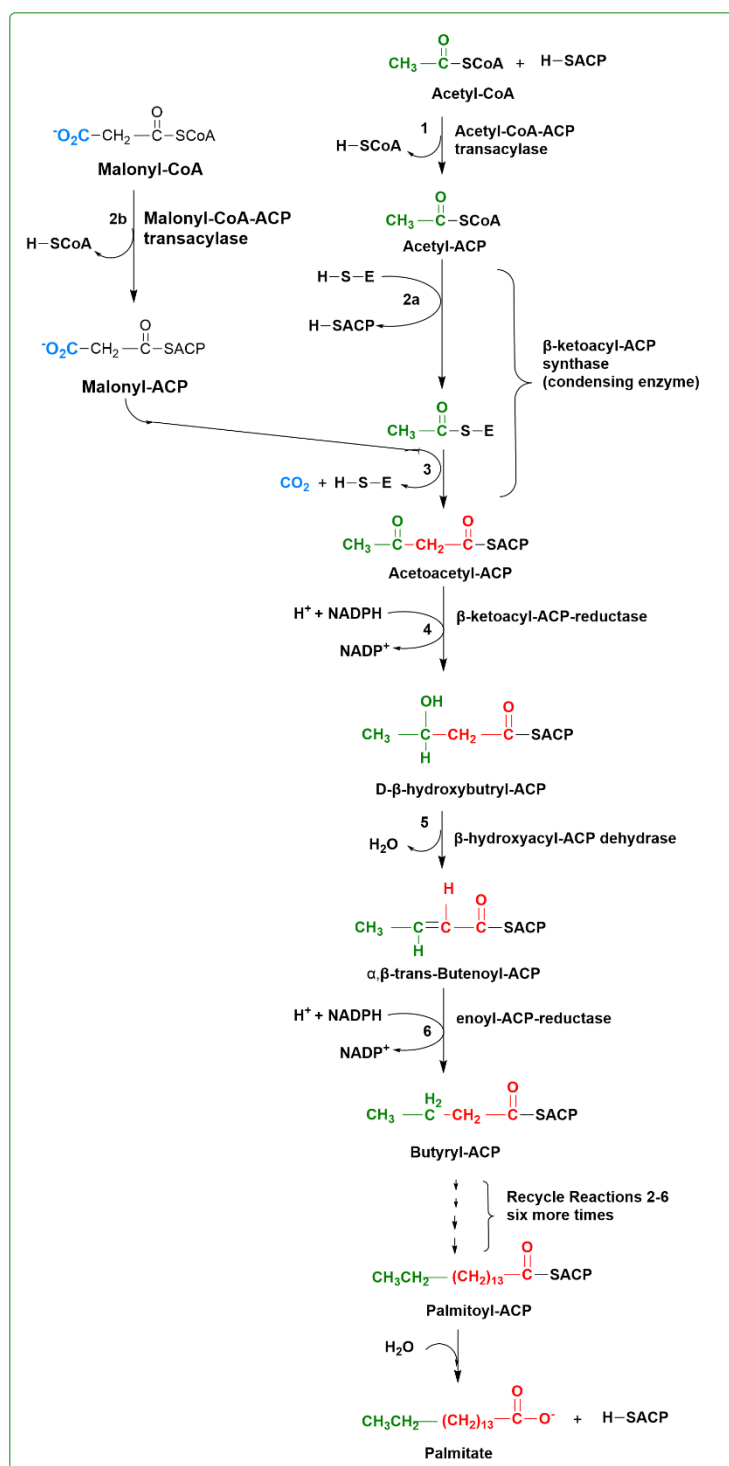 O
CH₃—C—SCoA + H—SACP
Acetyl-CoA
1 Acetyl-CoA-ACP
transacylase
H—SCoA
O
⁻O₂C—CH₂—C—SCoA
Malonyl-CoA
2b Malonyl-CoA-ACP
transacylase
H—SCoA
O
CH₃—C—SCoA
Acetyl-ACP
H—S—E
2a
H—SACP
β-ketoacyl-ACP
synthase
(condensing enzyme)
O
⁻O₂C—CH₂—C—SACP
Malonyl-ACP
O
CH₃—C—S—E
3
CO₂ + H—S—E
O O
CH₃—C—CH₂—C—SACP
Acetoacetyl-ACP
H⁺ + NADPH
β-ketoacyl-ACP-reductase
4
NADP⁺
OH O
CH₃—C—CH₂—C—SACP
H
D-β-hydroxybutryl-ACP
5
β-hydroxyacyl-ACP dehydrase
H₂O
H O
CH₃—C=C—C—SACP
H
α,β-trans-Butenoyl-ACP
H⁺ + NADPH
enoyl-ACP-reductase
6
NADP⁺
H₂ O
CH₃—C—CH₂—C—SACP
Butyryl-ACP
Recycle Reactions 2-6
six more times
O
CH₃CH₂—(CH₂)₁₃—C—SACP
Palmitoyl-ACP
H₂O
O
CH₃CH₂—(CH₂)₁₃—C—O⁻ + H—SACP
Palmitate